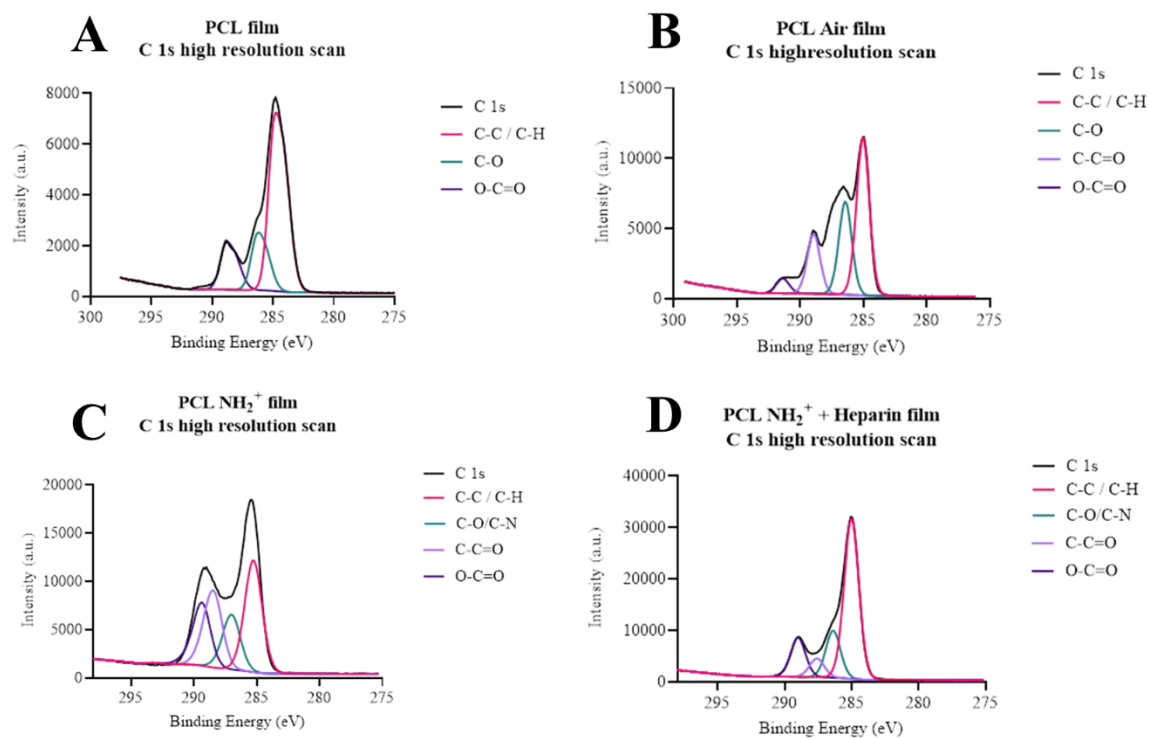 A
PCL film
C 1s high resolution scan
C 1s
C-C / C-H
C-O
O-C=O
8000
6000
4000
2000
0
300
295
290
285
280
275
Intensity (a.u.)
Binding Energy (eV)
B
PCL Air film
C 1s highresolution scan
C 1s
C-C / C-H
C-O
C-C=O
O-C=O
15000
10000
5000
0
300
295
290
285
280
275
Intensity (a.u.)
Binding Energy (eV)
C
PCL NH₂⁺ film
C 1s high resolution scan
C 1s
C-C / C-H
C-O/C-N
C-C=O
O-C=O
20000
15000
10000
5000
0
295
290
285
280
275
Intensity (a.u.)
Binding Energy (eV)
D
PCL NH₂⁺ + Heparin film
C 1s high resolution scan
C 1s
C-C / C-H
C-O/C-N
C-C=O
O-C=O
40000
30000
20000
10000
0
295
290
285
280
275
Intensity (a.u.)
Binding Energy (eV)